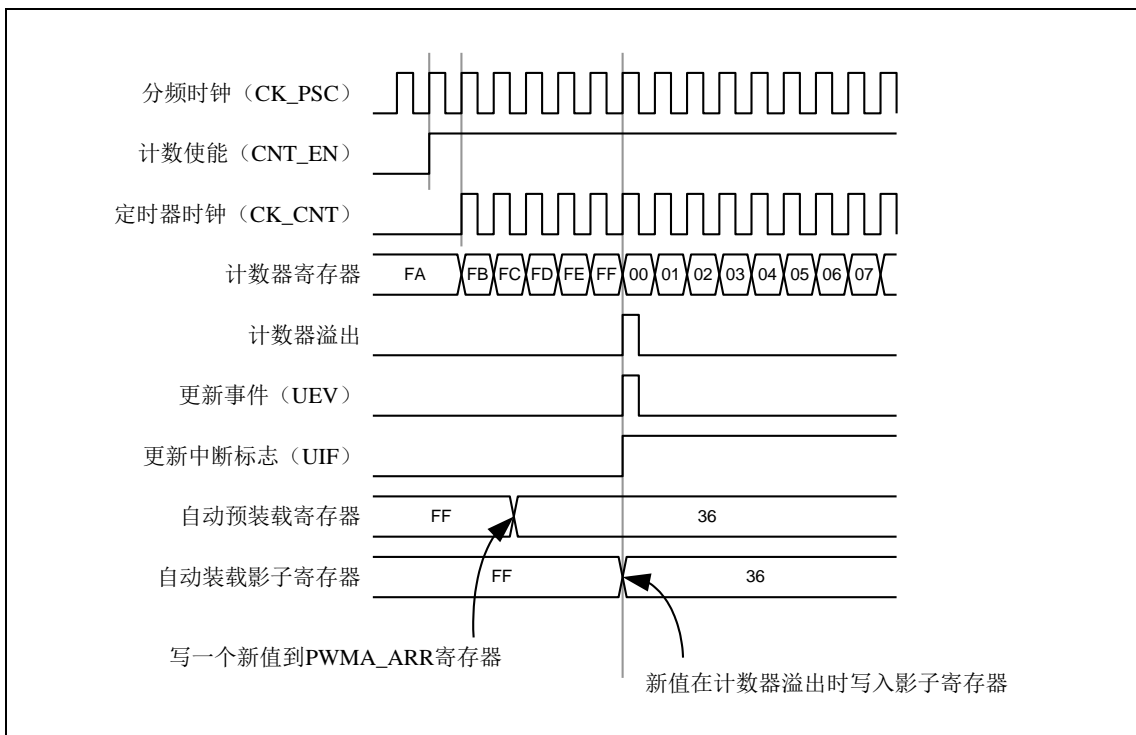 分频时钟（CK_PSC）
计数使能（CNT_EN）
定时器时钟（CK_CNT）
计数器寄存器 FA FB FC FD FE FF 00 01 02 03 04 05 06 07
计数器溢出
更新事件（UEV）
更新中断标志（UIF）
自动预装载寄存器 FF 36
自动装载影子寄存器 FF 36
写一个新值到PWMA_ARR寄存器
新值在计数器溢出时写入影子寄存器